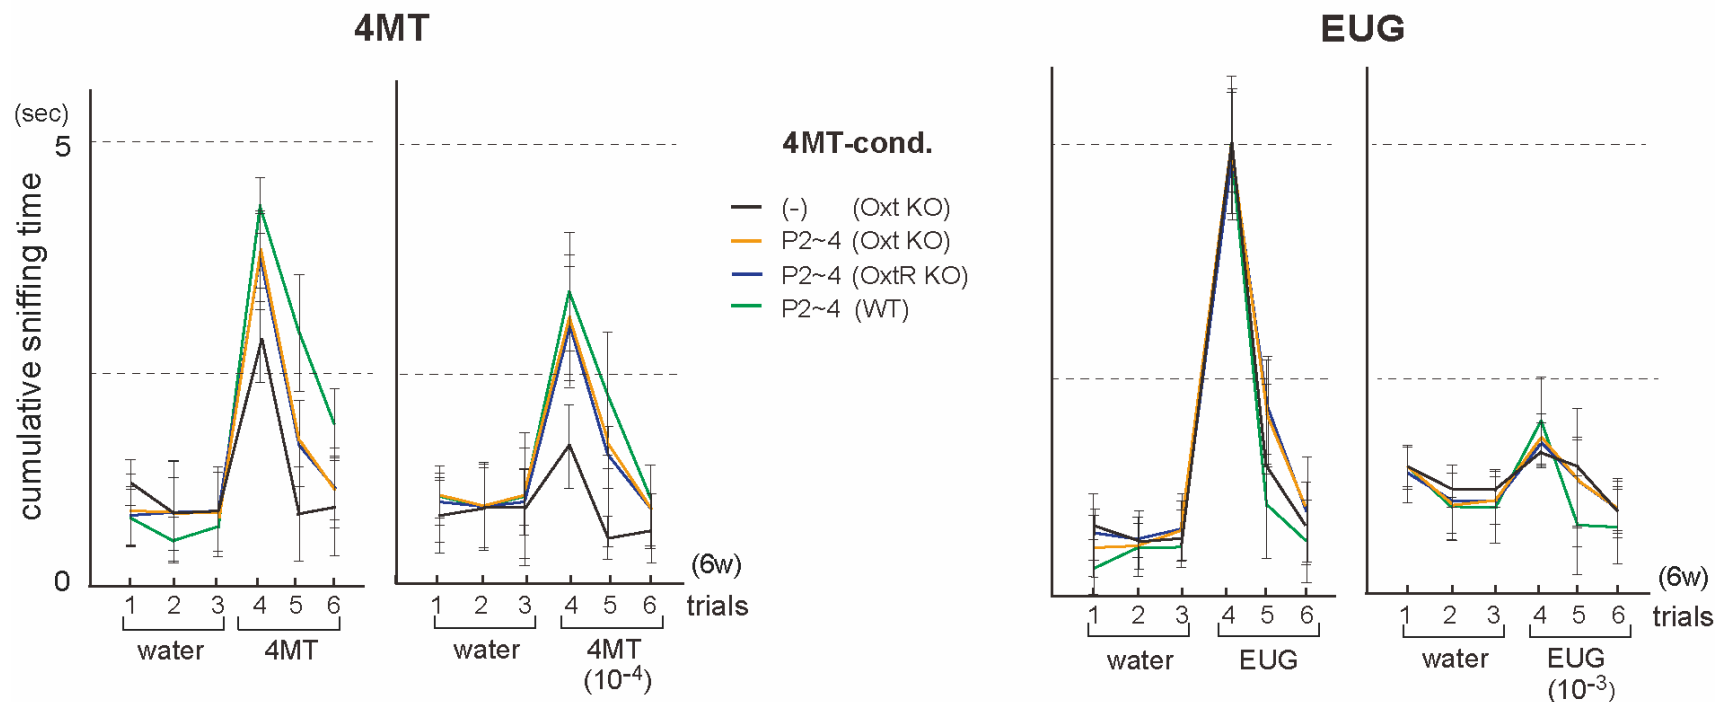 4MT
EUG
(sec)
5
0
cumulative sniffing time
4MT-cond.
(-) (Oxt KO)
P2~4 (Oxt KO)
P2~4 (OxtR KO)
P2~4 (WT)
1 2 3 4 5 6
water 4MT
1 2 3 4 5 6
(6w)
trials
water 4MT
(10⁻⁴)
1 2 3 4 5 6
water EUG
1 2 3 4 5 6
(6w)
trials
water EUG
(10⁻³)